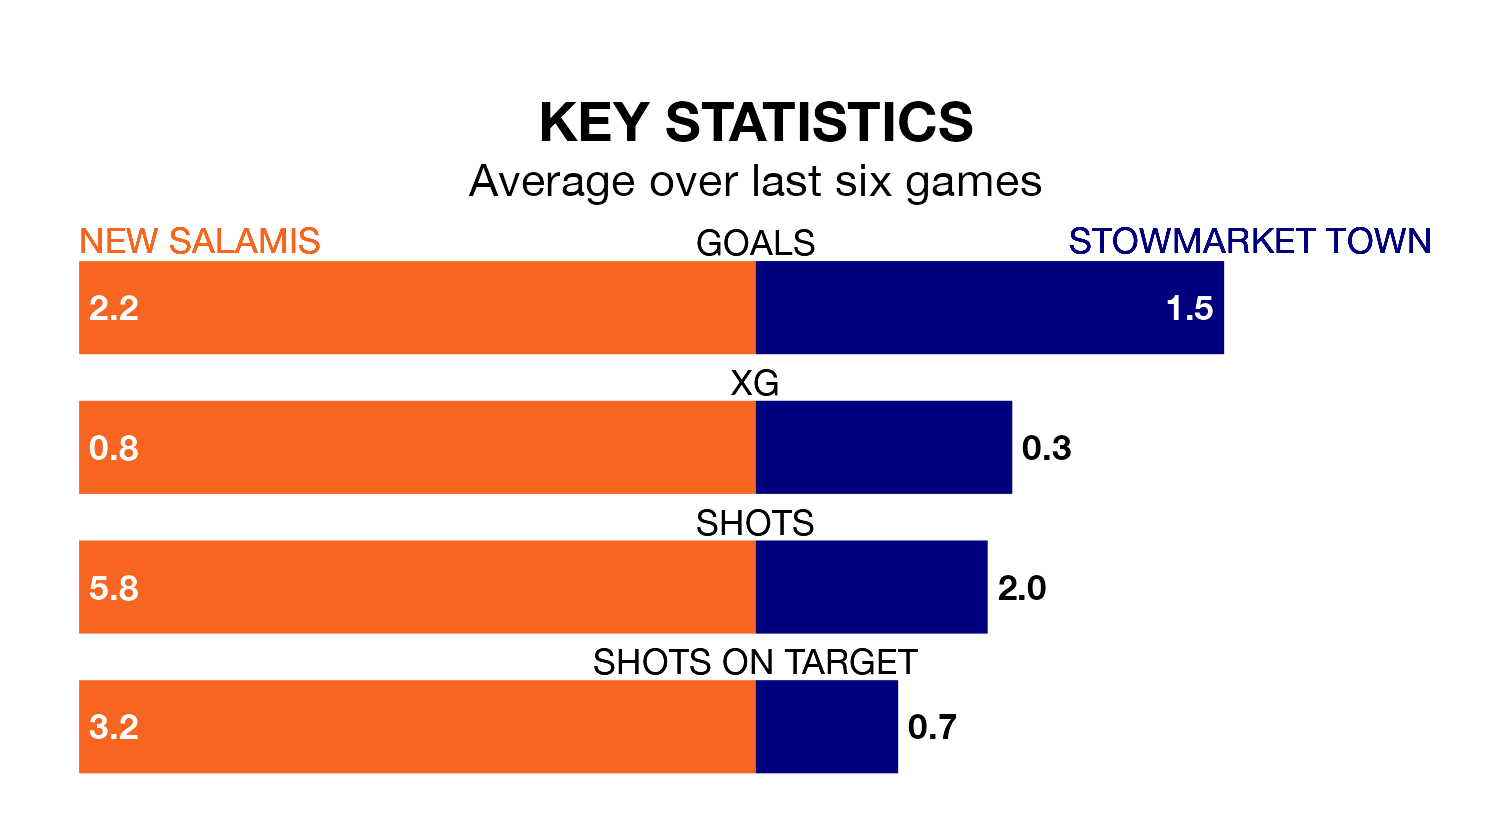 KEY STATISTICS
Average over last six games
NEW SALAMIS GOALS STOWMARKET TOWN
2.2 1.5
XG
0.8 0.3
SHOTS
5.8 2.0
SHOTS ON TARGET
3.2 0.7